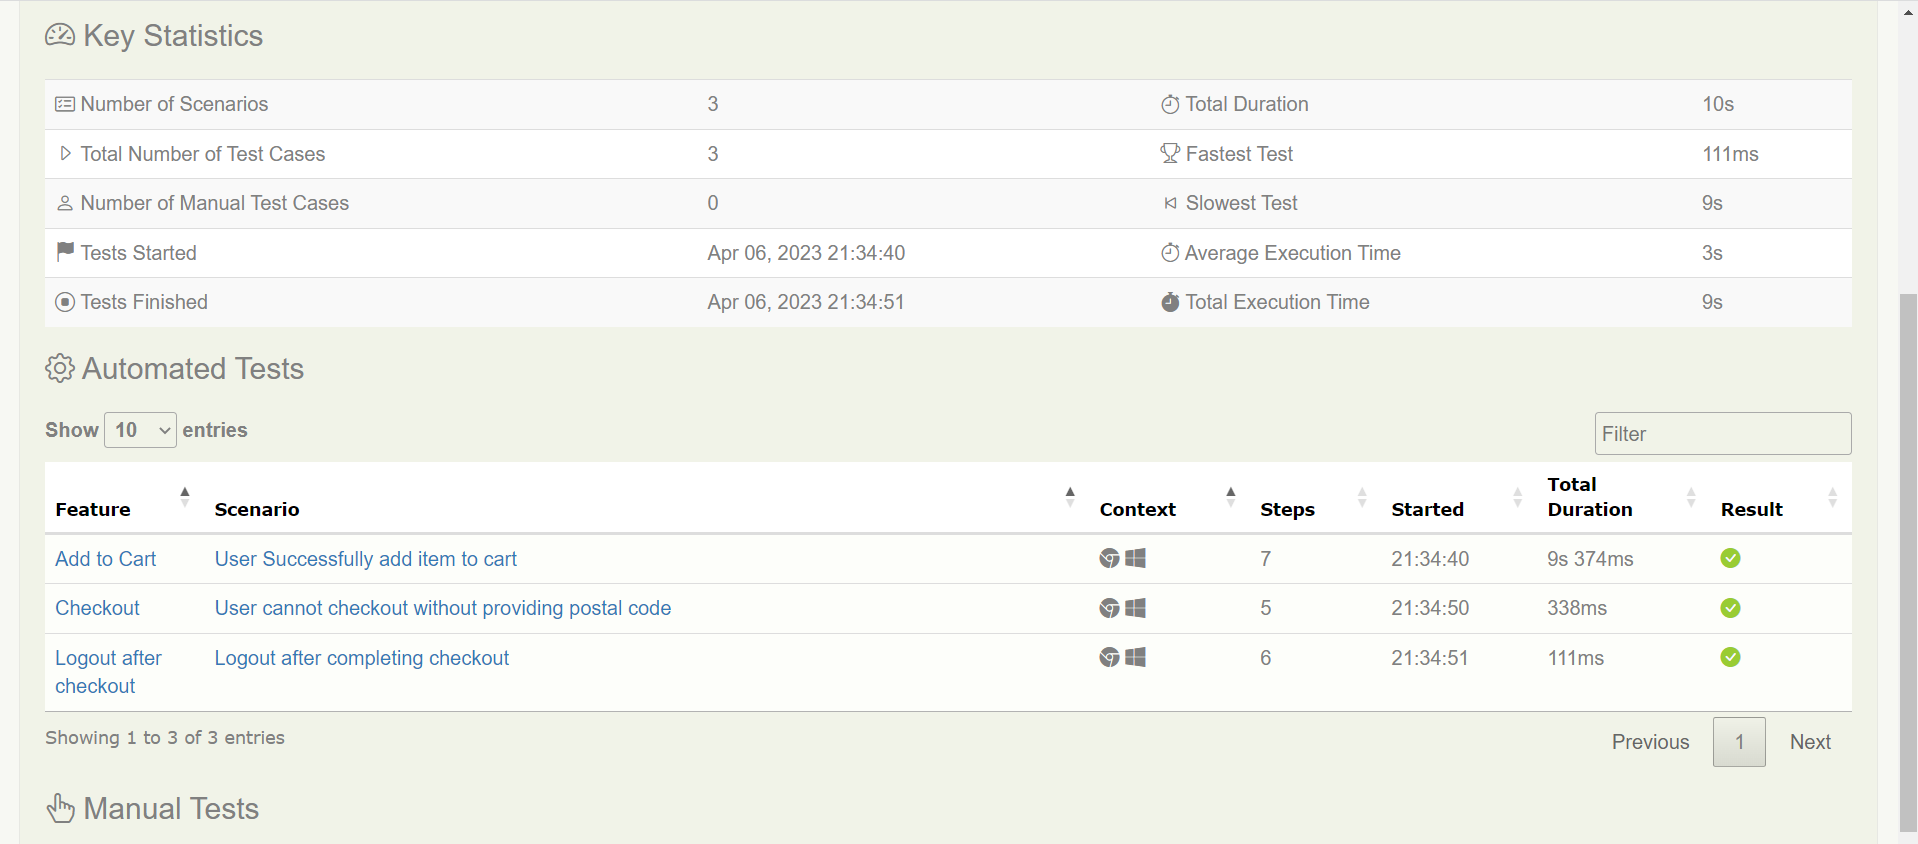 Key Statistics
Number of Scenarios 3 Total Duration 10s
Total Number of Test Cases 3 Fastest Test 111ms
Number of Manual Test Cases 0 Slowest Test 9s
Tests Started Apr 06, 2023 21:34:40 Average Execution Time 3s
Tests Finished Apr 06, 2023 21:34:51 Total Execution Time 9s
Automated Tests
Show 10 entries Filter
Feature Scenario Context Steps Started Total Duration Result
Add to Cart User Successfully add item to cart 7 21:34:40 9s 374ms
Checkout User cannot checkout without providing postal code 5 21:34:50 338ms
Logout after Logout after completing checkout 6 21:34:51 111ms
checkout
Showing 1 to 3 of 3 entries Previous 1 Next
Manual Tests